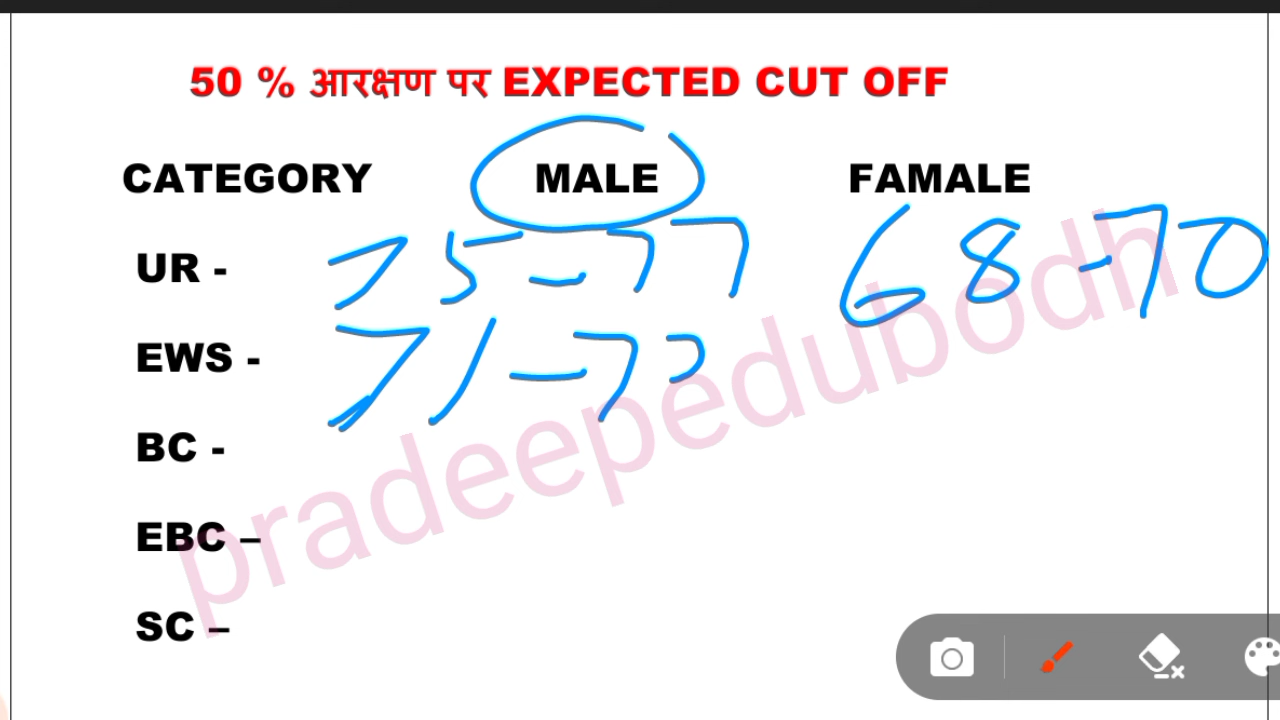 50 % आरक्षण पर EXPECTED CUT OFF
CATEGORY MALE FAMALE
UR - 75-77 68-70
EWS - 71-7
BC -
EBC –
SC –
pradeepedubodh